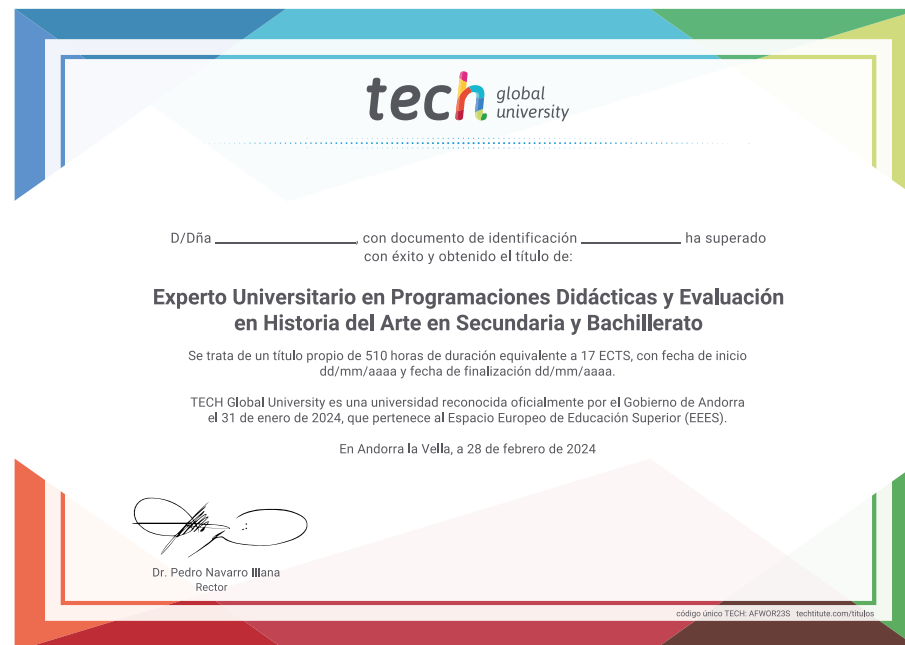 tech global university
D/Dña ____________________, con documento de identificación ______________ ha superado
con éxito y obtenido el título de:
Experto Universitario en Programaciones Didácticas y Evaluación
en Historia del Arte en Secundaria y Bachillerato
Se trata de un título propio de 510 horas de duración equivalente a 17 ECTS, con fecha de inicio
dd/mm/aaaa y fecha de finalización dd/mm/aaaa.
TECH Global University es una universidad reconocida oficialmente por el Gobierno de Andorra
el 31 de enero de 2024, que pertenece al Espacio Europeo de Educación Superior (EEES).
En Andorra la Vella, a 28 de febrero de 2024
Dr. Pedro Navarro Illana
Rector
código único TECH: AFWOR23S techtitute.com/titulos